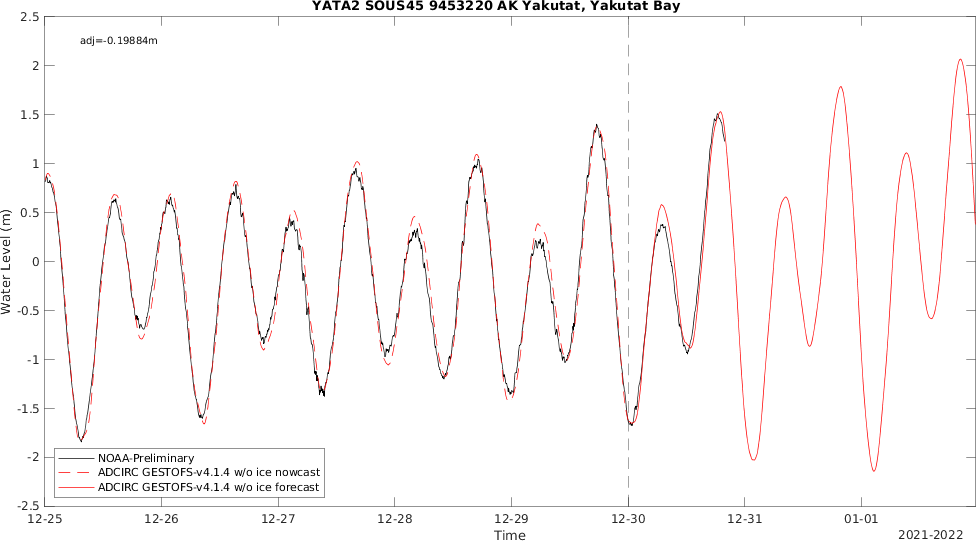 YATA2 SOUS45 9453220 AK Yakutat, Yakutat Bay
adj=-0.19884m
2.5
2
1.5
1
0.5
0
-0.5
-1
-1.5
-2
-2.5
Water Level (m)
NOAA-Preliminary
ADCIRC GESTOFS-v4.1.4 w/o ice nowcast
ADCIRC GESTOFS-v4.1.4 w/o ice forecast
12-25 12-26 12-27 12-28 12-29 12-30 12-31 01-01
Time
2021-2022